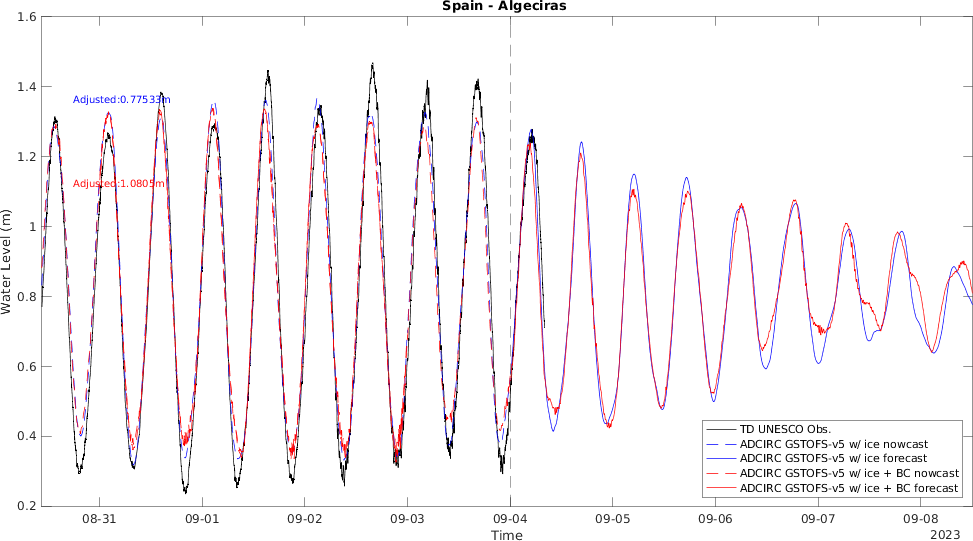 Spain - Algeciras
1.6
1.4
1.2
1
0.8
0.6
0.4
0.2
Water Level (m)
Adjusted:0.77533m
Adjusted:1.0805m
TD UNESCO Obs.
ADCIRC GSTOFS-v5 w/ ice nowcast
ADCIRC GSTOFS-v5 w/ ice forecast
ADCIRC GSTOFS-v5 w/ ice + BC nowcast
ADCIRC GSTOFS-v5 w/ ice + BC forecast
08-31 09-01 09-02 09-03 09-04 09-05 09-06 09-07 09-08
Time
2023